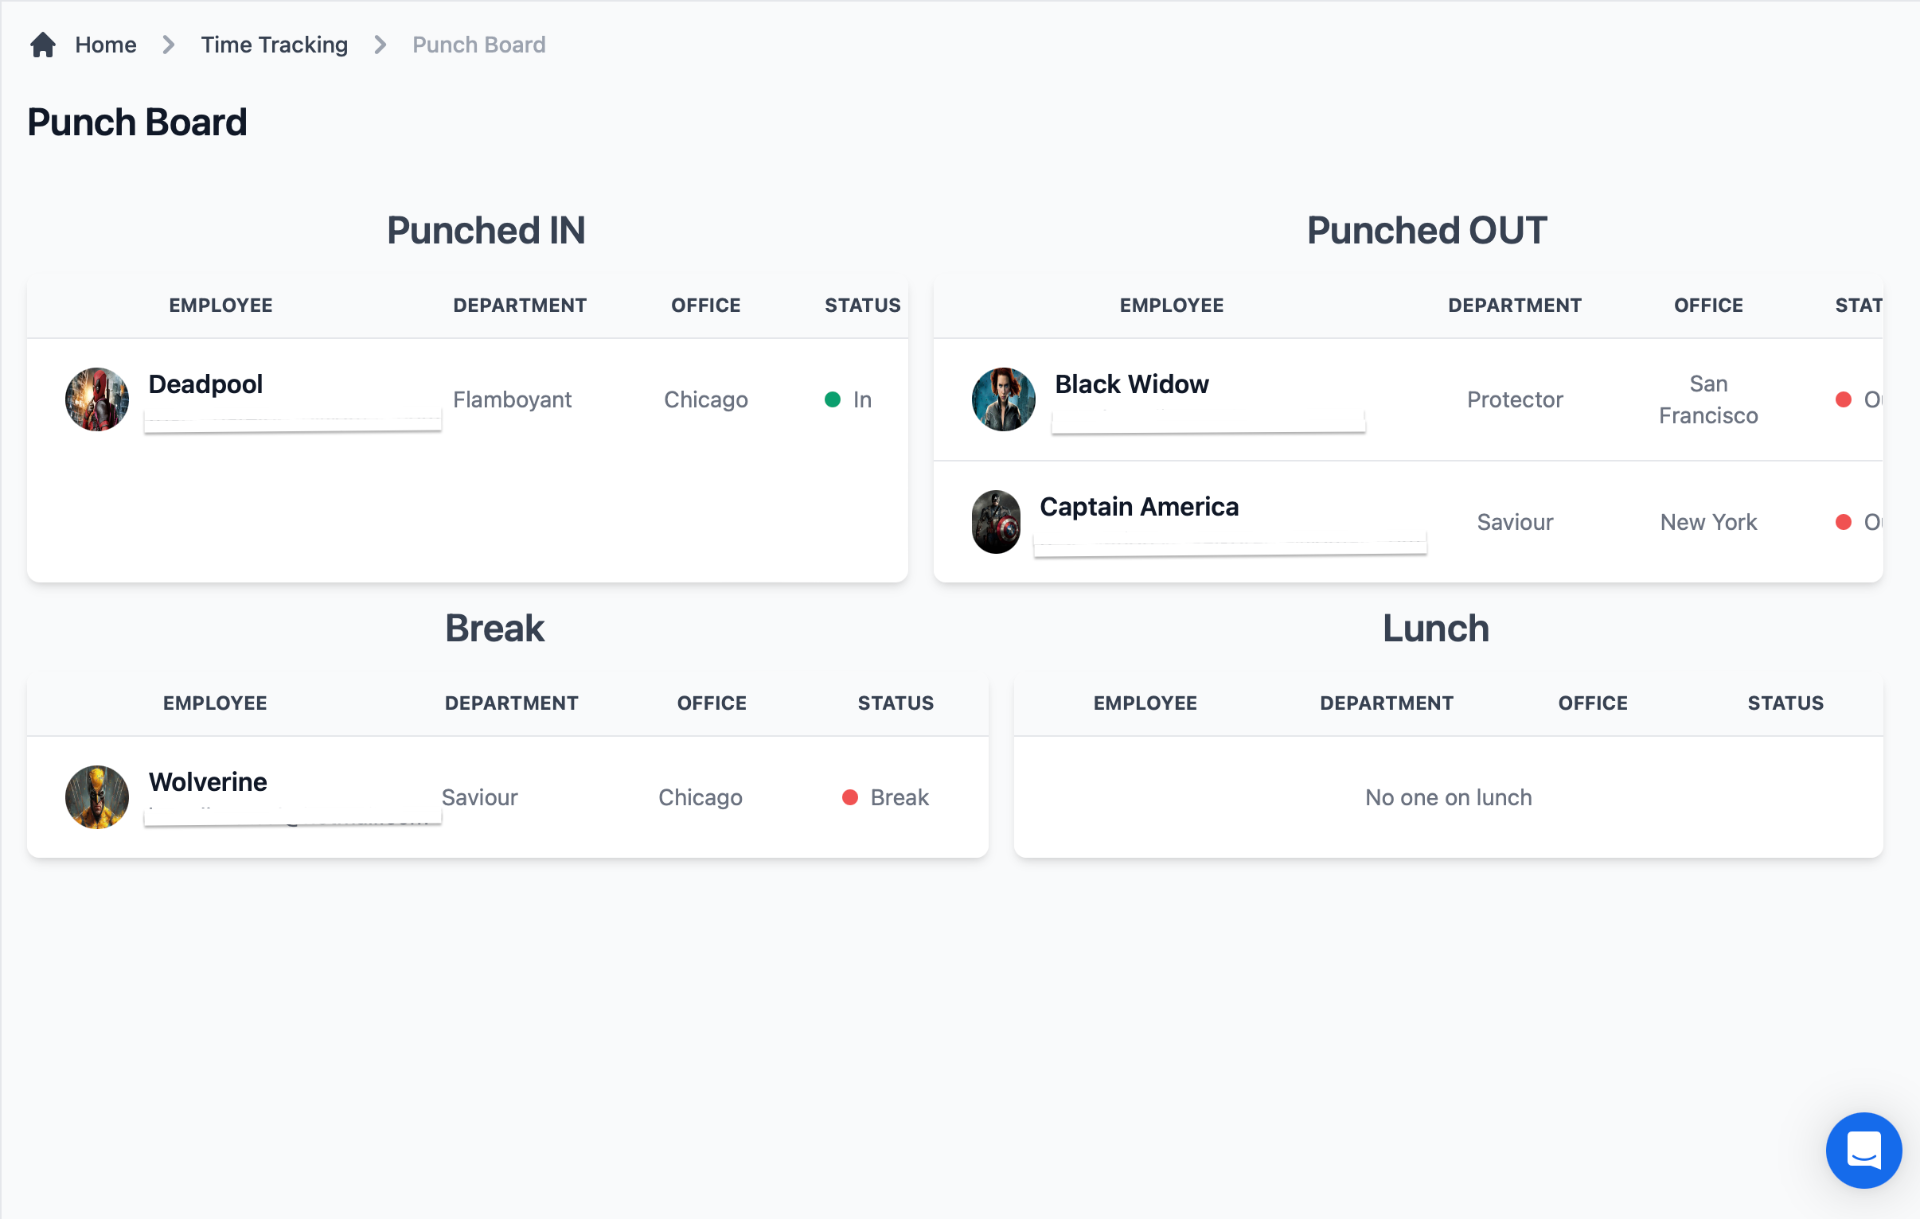 Home
Time Tracking
Punch Board
Punch Board
Punched IN
EMPLOYEE DEPARTMENT OFFICE STATUS
Deadpool
Flamboyant Chicago In
Punched OUT
EMPLOYEE DEPARTMENT OFFICE STAT
Black Widow
Protector San
Francisco
Captain America
Saviour New York
Break
EMPLOYEE DEPARTMENT OFFICE STATUS
Wolverine
Saviour Chicago Break
Lunch
EMPLOYEE DEPARTMENT OFFICE STATUS
No one on lunch